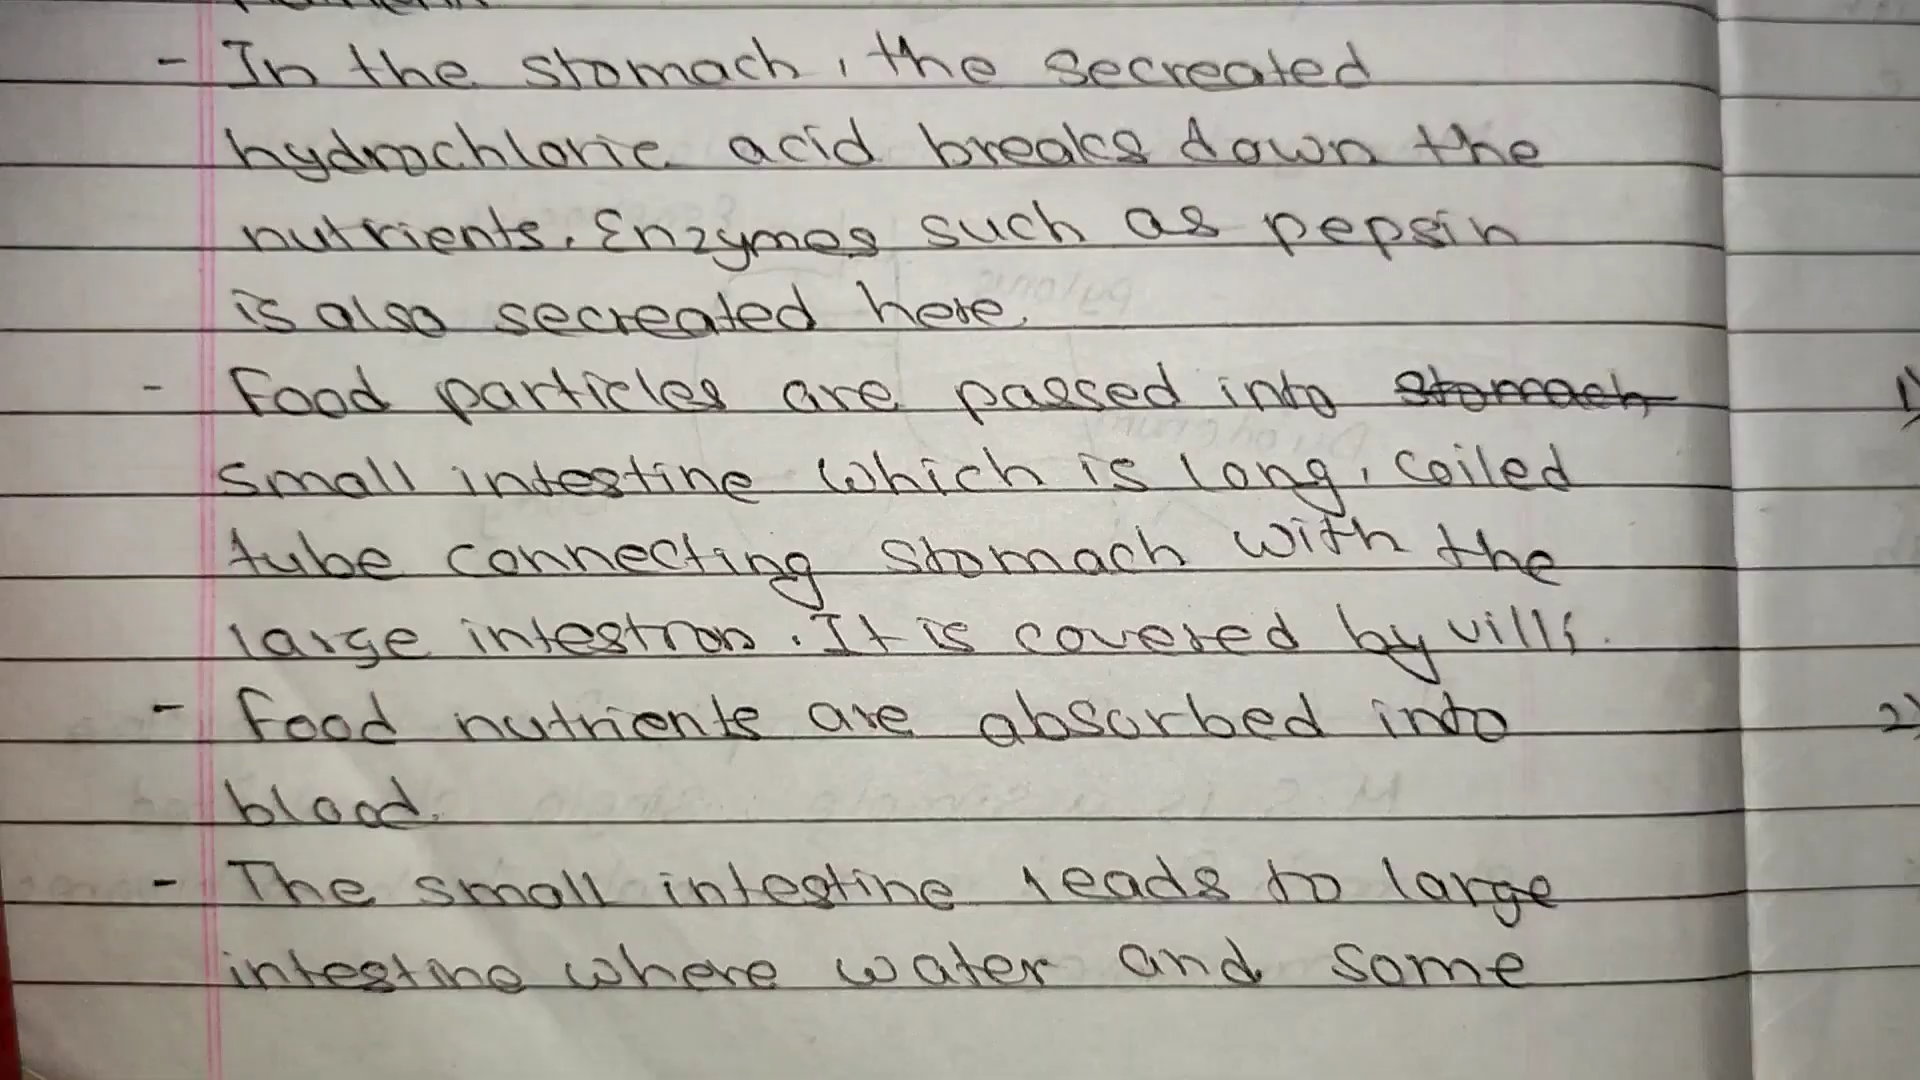 - In the stomach, the secreated
hydrochloric acid breaks down the
nutrients. Enzymes such as pepsin
is also secreated here.
- Food particles are passed into stomach
small intestine which is long, coiled
tube connecting stomach with the
large intestion. It is covered by villi.
- Food nutrients are absorbed into
blood.
- The small intestine leads to large
intestine where water and some
1)
2)